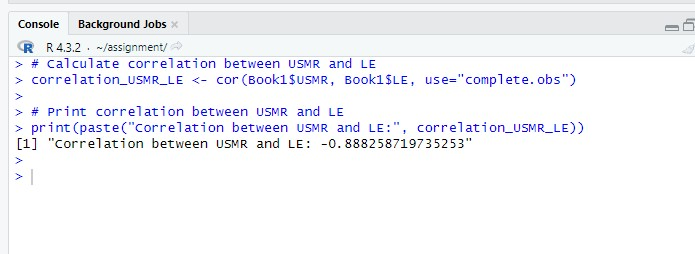 Console Background Jobs ×
R 4.3.2 · ~/assignment/
> # Calculate correlation between USMR and LE
> correlation_USMR_LE <- cor(Book1$USMR, Book1$LE, use="complete.obs")
>
> # Print correlation between USMR and LE
> print(paste("Correlation between USMR and LE:", correlation_USMR_LE))
[1] "Correlation between USMR and LE: -0.888258719735253"
>
>